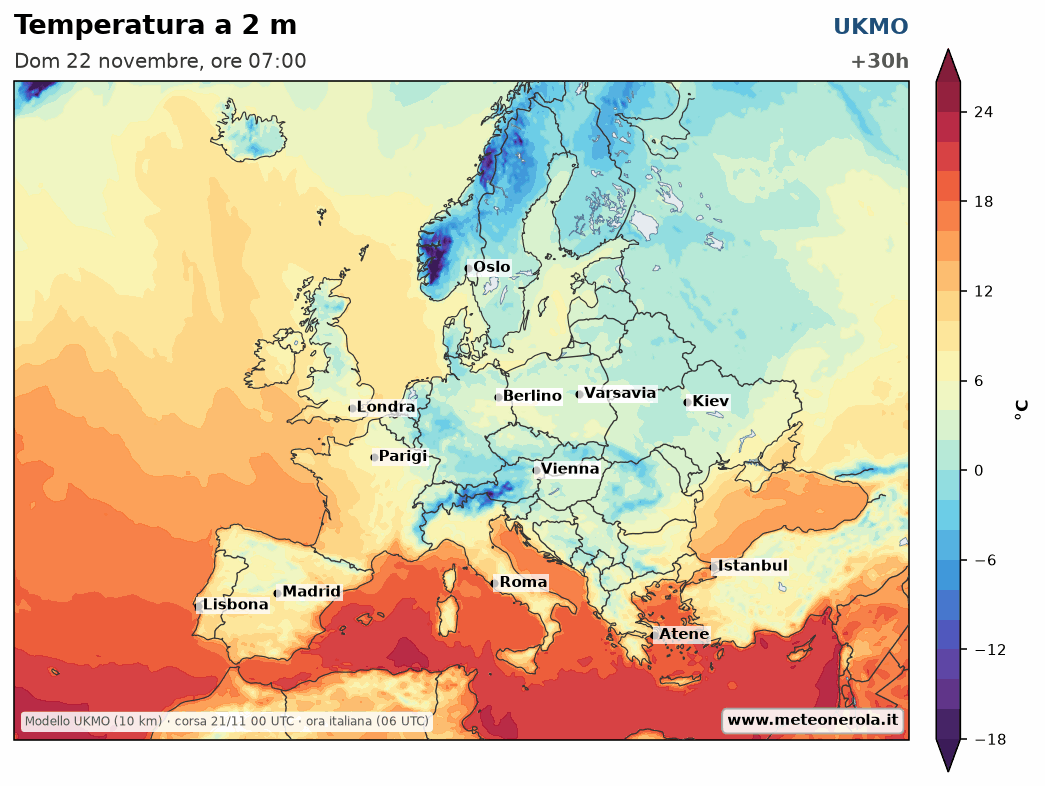 Temperatura a 2 m
UKMO
Dom 22 novembre, ore 07:00
+30h
24
18
12
6
0
−6
−12
−18
°C
Oslo
Londra
Berlino
Varsavia
Kiev
Parigi
Vienna
Istanbul
Roma
Madrid
Lisbona
Atene
Modello UKMO (10 km) · corsa 21/11 00 UTC · ora italiana (06 UTC)
www.meteonerola.it